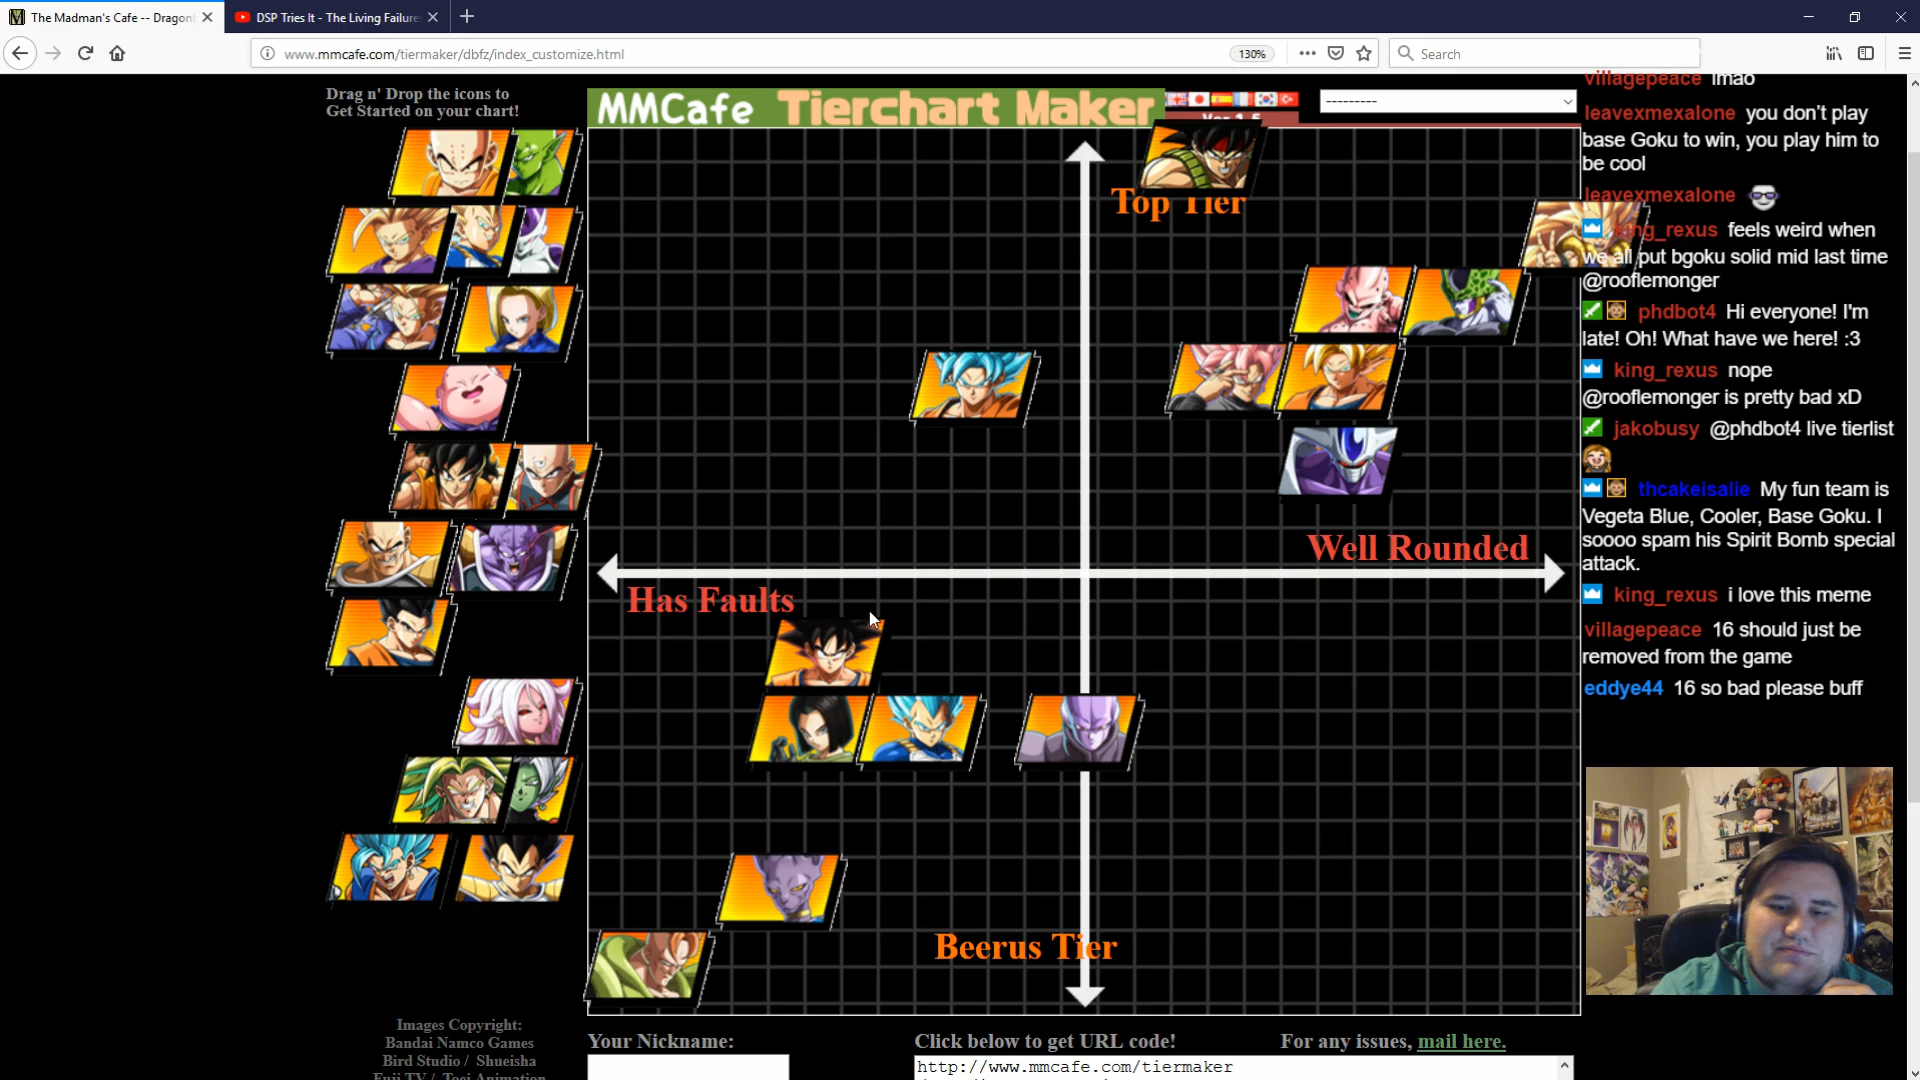 The Madman's Cafe -- Dragonl
DSP Tries It - The Living Failure
www.mmcafe.com/tiermaker/dbfz/index_customize.html
130%
Search
Drag n' Drop the icons to
Get Started on your chart!
MMCafe Tierchart Maker
---------
Top Tier
Well Rounded
Has Faults
Beerus Tier
villagepeace lmao
leavexmexalone you don't play
base Goku to win, you play him to
be cool
leavexmexalone
king_rexus feels weird when
we all put bgoku solid mid last time
@rooflemonger
phdbot4 Hi everyone! I'm
late! Oh! What have we here! :3
king_rexus nope
@rooflemonger is pretty bad xD
jakobusy @phdbot4 live tierlist
thcakeisalie My fun team is
Vegeta Blue, Cooler, Base Goku. I
soooo spam his Spirit Bomb special
attack.
king_rexus i love this meme
villagepeace 16 should just be
removed from the game
eddye44 16 so bad please buff
Images Copyright:
Bandai Namco Games
Bird Studio / Shueisha
Fuji TV / Toei Animation
Your Nickname:
Click below to get URL code!
For any issues, mail here.
http://www.mmcafe.com/tiermaker